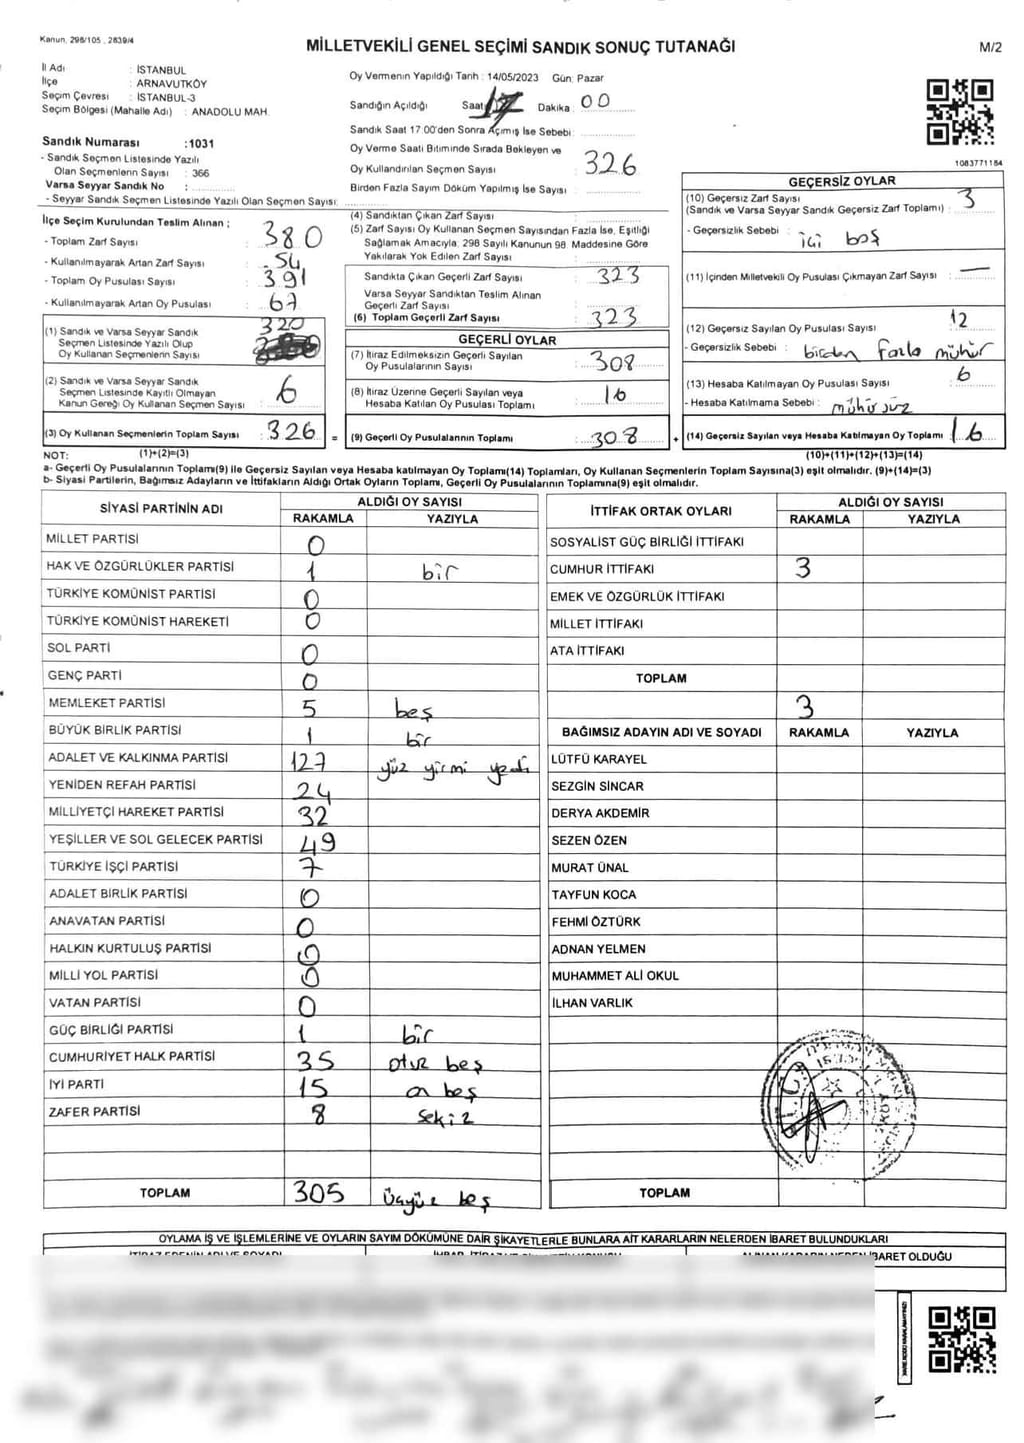 Kanun, 298/105 , 2839/4
MİLLETVEKİLİ GENEL SEÇİMİ SANDIK SONUÇ TUTANAĞI
M/2
İl Adı : İSTANBUL
İlçe : ARNAVUTKÖY
Seçim Çevresi : İSTANBUL-3
Seçim Bölgesi (Mahalle Adı) : ANADOLU MAH.
Oy Vermenin Yapıldığı Tarih : 14/05/2023 Gün: Pazar
Sandığın Açıldığı Saat 17 Dakika 00
Sandık Saat 17:00'den Sonra Açılmış İse Sebebi :
Sandık Numarası :1031
- Sandık Seçmen Listesinde Yazılı
Olan Seçmenlerin Sayısı : 366
Varsa Seyyar Sandık No :
- Seyyar Sandık Seçmen Listesinde Yazılı Olan Seçmen Sayısı:
Oy Verme Saati Bitiminde Sırada Bekleyen ve
Oy Kullandırılan Seçmen Sayısı : 326
Birden Fazla Sayım Döküm Yapılmış İse Sayısı :
1083771184
İlçe Seçim Kurulundan Teslim Alınan ;
- Toplam Zarf Sayısı : 380
- Kullanılmayarak Artan Zarf Sayısı : 54
- Toplam Oy Pusulası Sayısı : 391
- Kullanılmayarak Artan Oy Pusulası : 67
320
(1) Sandık ve Varsa Seyyar Sandık
Seçmen Listesinde Yazılı Olup
Oy Kullanan Seçmenlerin Sayısı :
(2) Sandık ve Varsa Seyyar Sandık
Seçmen Listesinde Kayıtlı Olmayan
Kanun Gereği Oy Kullanan Seçmen Sayısı : 6
(3) Oy Kullanan Seçmenlerin Toplam Sayısı : 326 =
(4) Sandıktan Çıkan Zarf Sayısı :
(5) Zarf Sayısı Oy Kullanan Seçmen Sayısından Fazla İse, Eşitliği
Sağlamak Amacıyla, 298 Sayılı Kanunun 98. Maddesine Göre
Yakılarak Yok Edilen Zarf Sayısı :
Sandıkta Çıkan Geçerli Zarf Sayısı : 323
Varsa Seyyar Sandıktan Teslim Alınan
Geçerli Zarf Sayısı :
(6) Toplam Geçerli Zarf Sayısı : 323
GEÇERLİ OYLAR
(7) İtiraz Edilmeksizin Geçerli Sayılan
Oy Pusulalarının Sayısı : 308
(8) İtiraz Üzerine Geçerli Sayılan veya
Hesaba Katılan Oy Pusulası Toplamı : 16
(9) Geçerli Oy Pusulalarının Toplamı : 308 +
GEÇERSİZ OYLAR
(10) Geçersiz Zarf Sayısı 3
(Sandık ve Varsa Seyyar Sandık Geçersiz Zarf Toplamı) :
- Geçersizlik Sebebi : içi boş
(11) İçinden Milletvekili Oy Pusulası Çıkmayan Zarf Sayısı : —
(12) Geçersiz Sayılan Oy Pusulası Sayısı : 12
- Geçersizlik Sebebi : birden fazla mühür
(13) Hesaba Katılmayan Oy Pusulası Sayısı : 6
- Hesaba Katılmama Sebebi : mühürsüz
(14) Geçersiz Sayılan veya Hesaba Katılmayan Oy Toplamı : 16
NOT: (1)+(2)=(3)
(10)+(11)+(12)+(13)=(14)
a- Geçerli Oy Pusulalarının Toplamı(9) ile Geçersiz Sayılan veya Hesaba katılmayan Oy Toplamı(14) Toplamları, Oy Kullanan Seçmenlerin Toplam Sayısına(3) eşit olmalıdır. (9)+(14)=(3)
b- Siyasi Partilerin, Bağımsız Adayların ve İttifakların Aldığı Ortak Oyların Toplamı, Geçerli Oy Pusulalarının Toplamına(9) eşit olmalıdır.
SİYASİ PARTİNİN ADI ALDIĞI OY SAYISI
RAKAMLA YAZIYLA
MİLLET PARTİSİ 0
HAK VE ÖZGÜRLÜKLER PARTİSİ 1 bir
TÜRKİYE KOMÜNİST PARTİSİ 0
TÜRKİYE KOMÜNİST HAREKETİ 0
SOL PARTİ 0
GENÇ PARTİ 0
MEMLEKET PARTİSİ 5 beş
BÜYÜK BİRLİK PARTİSİ 1 bir
ADALET VE KALKINMA PARTİSİ 127 yüz yirmi yedi
YENİDEN REFAH PARTİSİ 24
MİLLİYETÇİ HAREKET PARTİSİ 32
YEŞİLLER VE SOL GELECEK PARTİSİ 49
TÜRKİYE İŞÇİ PARTİSİ 7
ADALET BİRLİK PARTİSİ 0
ANAVATAN PARTİSİ 0
HALKIN KURTULUŞ PARTİSİ 0
MİLLİ YOL PARTİSİ 0
VATAN PARTİSİ 0
GÜÇ BİRLİĞİ PARTİSİ 1 bir
CUMHURİYET HALK PARTİSİ 35 otuz beş
İYİ PARTİ 15 on beş
ZAFER PARTİSİ 8 sekiz
TOPLAM 305 üçyüz beş
İTTİFAK ORTAK OYLARI ALDIĞI OY SAYISI
RAKAMLA YAZIYLA
SOSYALİST GÜÇ BİRLİĞİ İTTİFAKI
CUMHUR İTTİFAKI 3
EMEK VE ÖZGÜRLÜK İTTİFAKI
MİLLET İTTİFAKI
ATA İTTİFAKI
TOPLAM
3
BAĞIMSIZ ADAYIN ADI VE SOYADI RAKAMLA YAZIYLA
LÜTFÜ KARAYEL
SEZGİN SİNCAR
DERYA AKDEMİR
SEZEN ÖZEN
MURAT ÜNAL
TAYFUN KOCA
FEHMİ ÖZTÜRK
ADNAN YELMEN
MUHAMMET ALİ OKUL
İLHAN VARLIK
TOPLAM
OYLAMA İŞ VE İŞLEMLERİNE VE OYLARIN SAYIM DÖKÜMÜNE DAİR ŞİKAYETLERLE BUNLARA AİT KARARLARIN NELERDEN İBARET BULUNDUKLARI
İBARET OLDUĞU